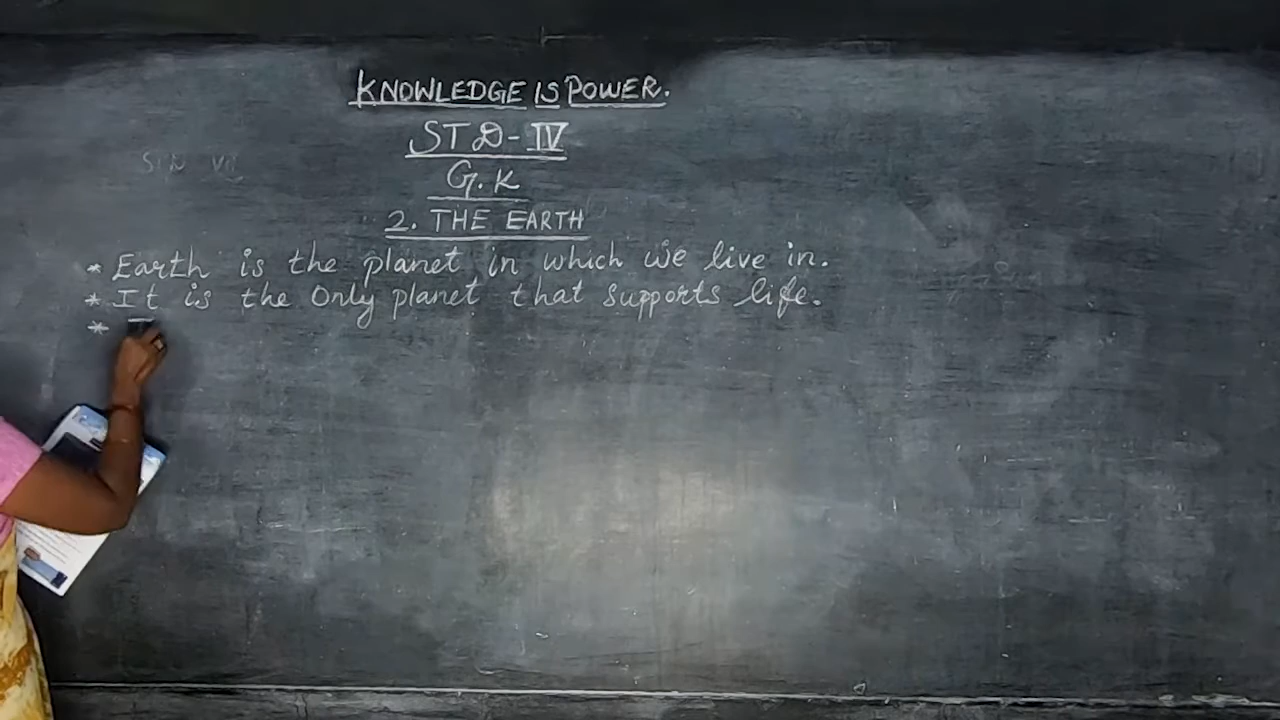 KNOWLEDGE IS POWER.
STD-IV
G.K
2. THE EARTH
* Earth is the planet in which we live in.
* It is the Only planet that supports life.
*